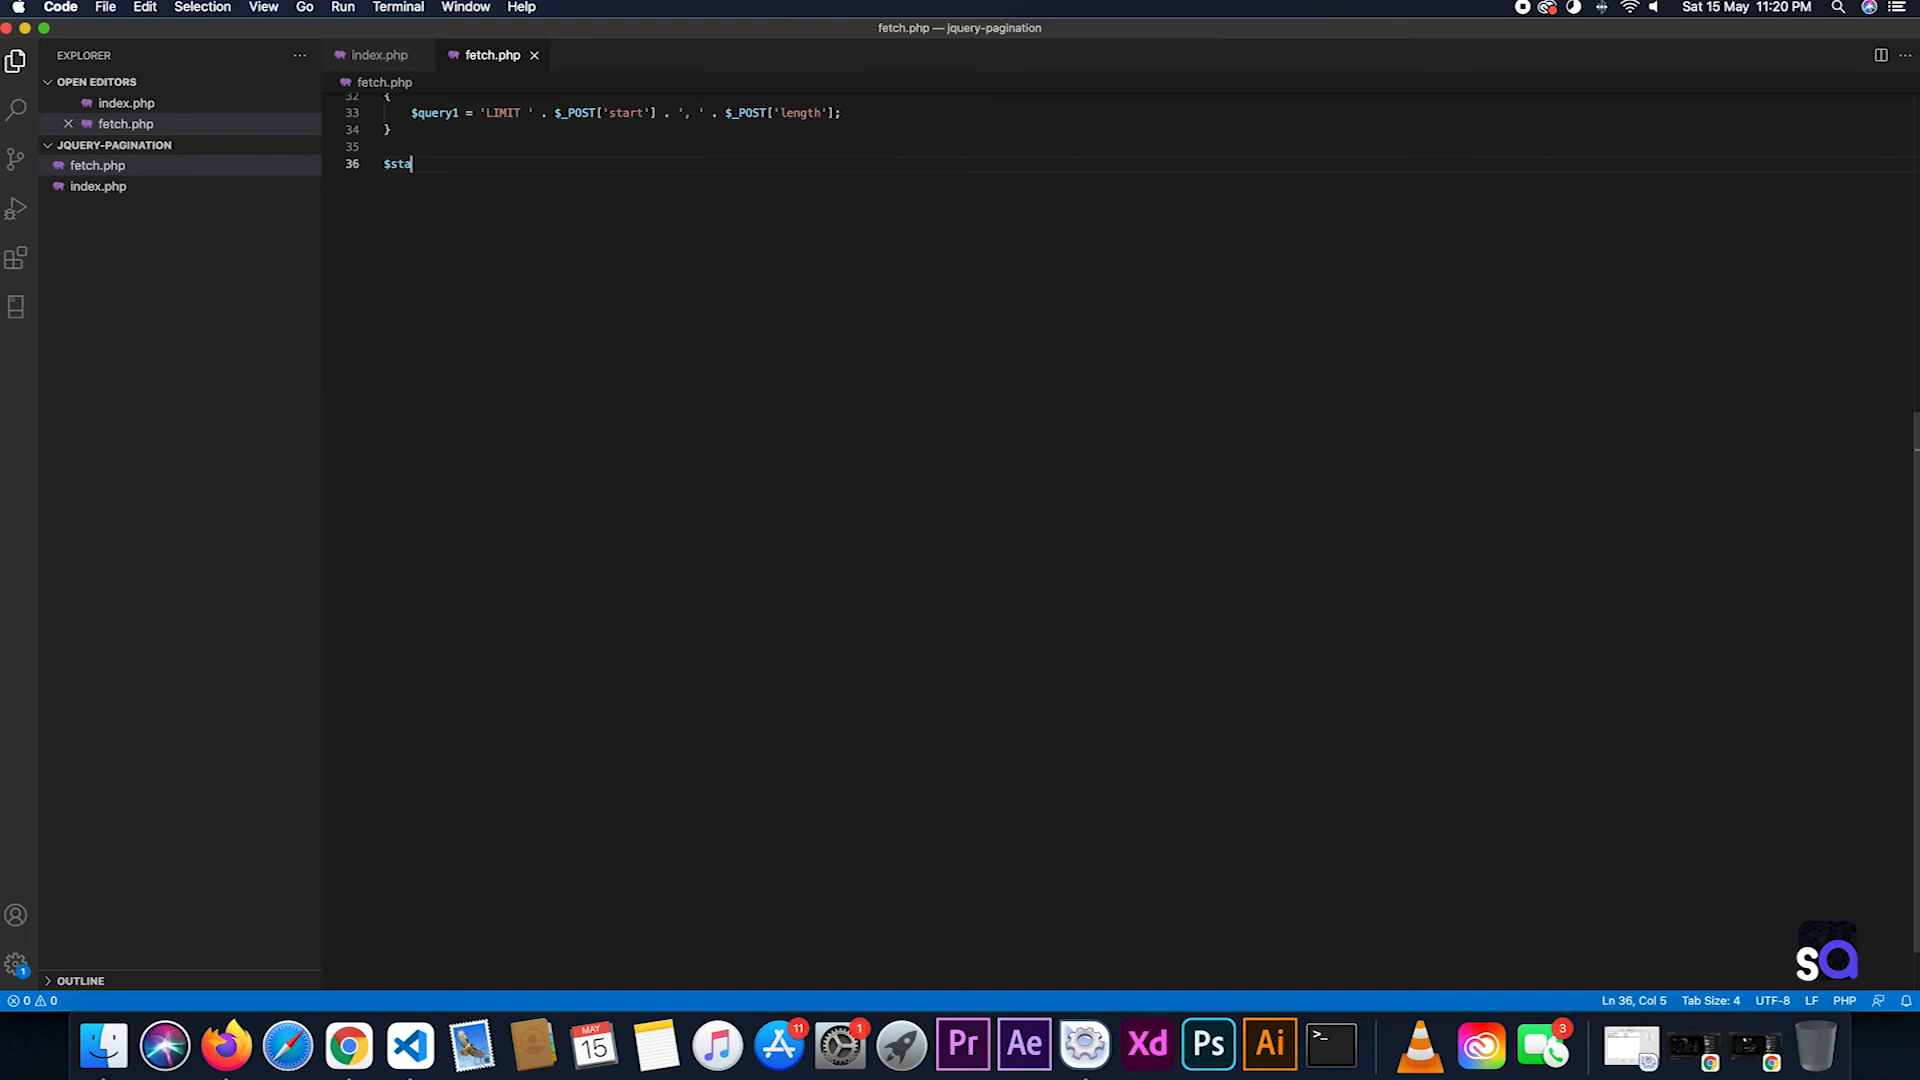 Code File Edit Selection View Go Run Terminal Window Help Sat 15 May 11:20 PM
fetch.php — jquery-pagination
EXPLORER ··· index.php fetch.php
OPEN EDITORS
index.php
fetch.php
JQUERY-PAGINATION
fetch.php
index.php
OUTLINE
fetch.php
32 {
33 $query1 = 'LIMIT ' . $_POST['start'] . ', ' . $_POST['length'];
34 }
35
36 $sta
1
sa
0 0 Ln 36, Col 5 Tab Size: 4 UTF-8 LF PHP
MAY
15
11
1
Pr
Ae
Xd
Ps
Ai
>_
3